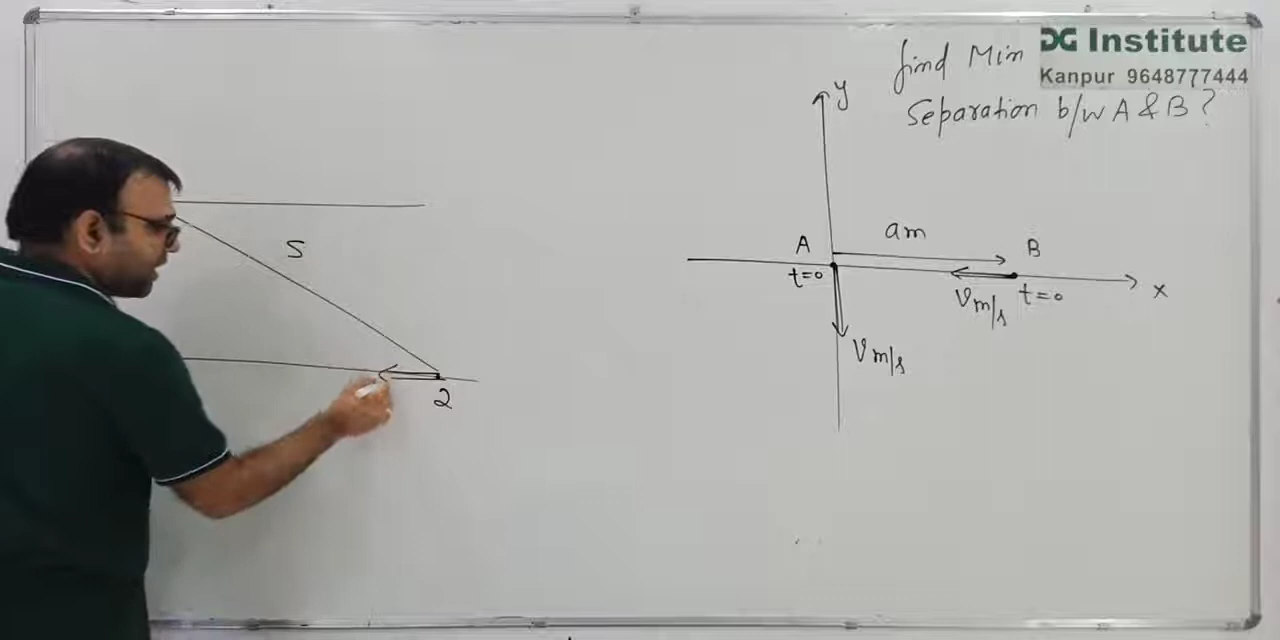 find Min
DG Institute
Kanpur 9648777444
Separation b/w A & B ?
y
S
am
A
B
t=0
t=0
x
Vm/s
Vm/s
2